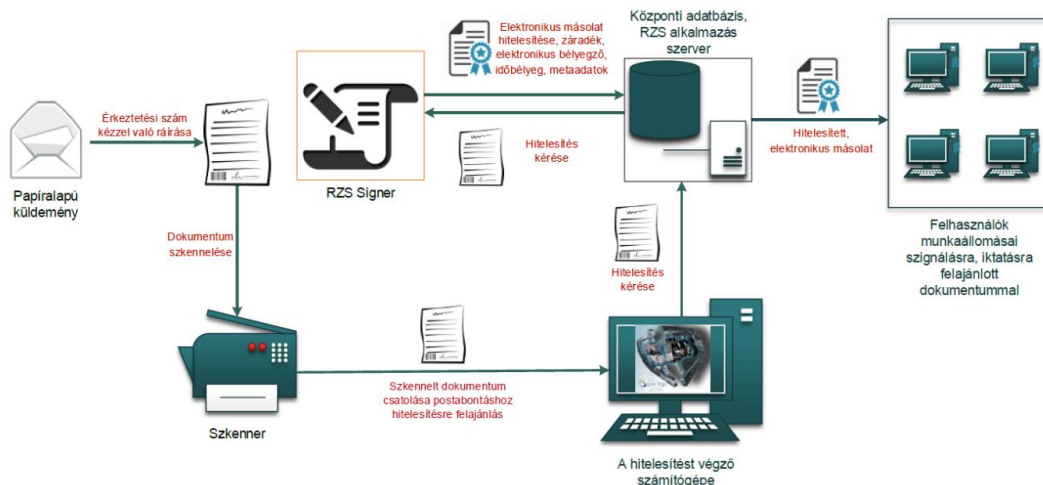 Elektronikus másolat
hitelesítése, záradék,
elektronikus bélyegző,
időbélyeg, metaadatok
Központi adatbázis,
RZS alkalmazás
szerver
Érkeztetési szám
kézzel való ráírása
Hitelesítés
kérése
Hitelesített,
elektronikus másolat
Papíralapú
küldemény
RZS Signer
Dokumentum
szkennelése
Hitelesítés
kérése
Felhasználók
munkaállomásai
szignálásra, iktatásra
felajánlott
dokumentummal
Szkennelt dokumentum
csatolása postabontáshoz
hitelesítésre felajánlás
Szkenner
A hitelesítést végző
számítógépe